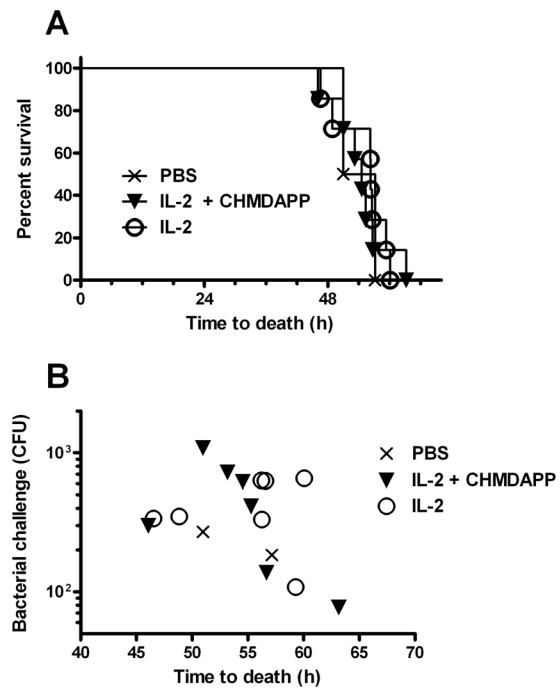 A
100
80
60
40
20
0
Percent survival
PBS
IL-2 + CHMDAPP
IL-2
0 24 48
Time to death (h)
B
10³
10²
Bacterial challenge (CFU)
PBS
IL-2 + CHMDAPP
IL-2
40 45 50 55 60 65 70
Time to death (h)